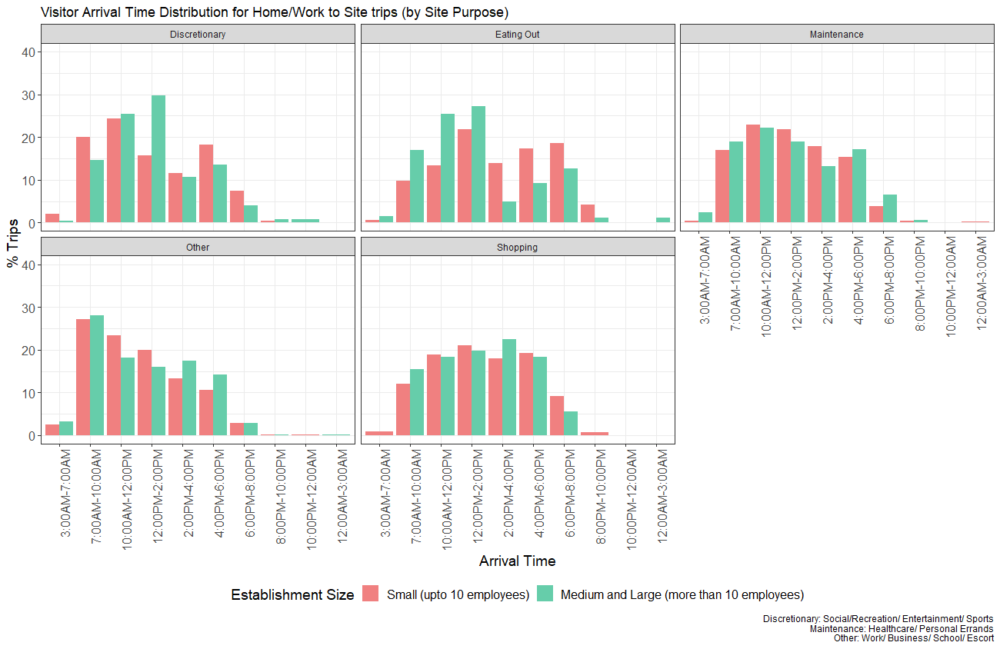 Visitor Arrival Time Distribution for Home/Work to Site trips (by Site Purpose)
Discretionary
Eating Out
Maintenance
% Trips
40
30
20
10
0
3:00AM-7:00AM
7:00AM-10:00AM
10:00AM-12:00PM
12:00PM-2:00PM
2:00PM-4:00PM
4:00PM-6:00PM
6:00PM-8:00PM
8:00PM-10:00PM
10:00PM-12:00AM
12:00AM-3:00AM
Other
Shopping
40
30
20
10
0
3:00AM-7:00AM
7:00AM-10:00AM
10:00AM-12:00PM
12:00PM-2:00PM
2:00PM-4:00PM
4:00PM-6:00PM
6:00PM-8:00PM
8:00PM-10:00PM
10:00PM-12:00AM
12:00AM-3:00AM
3:00AM-7:00AM
7:00AM-10:00AM
10:00AM-12:00PM
12:00PM-2:00PM
2:00PM-4:00PM
4:00PM-6:00PM
6:00PM-8:00PM
8:00PM-10:00PM
10:00PM-12:00AM
12:00AM-3:00AM
Arrival Time
Establishment Size Small (upto 10 employees) Medium and Large (more than 10 employees)
Discretionary: Social/Recreation/ Entertainment/ Sports
Maintenance: Healthcare/ Personal Errands
Other: Work/ Business/ School/ Escort